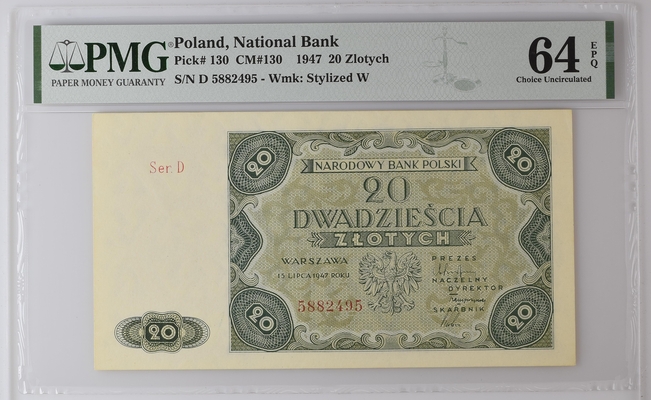 PMG® Poland, National Bank
PAPER MONEY GUARANTY
Pick# 130 CM#130 1947 20 Zlotych
S/N D 5882495 - Wmk: Stylized W
64 EPQ
Choice Uncirculated
Ser. D
20 20
NARODOWY BANK POLSKI
20
DWADZIEŚCIA
ZŁOTYCH
WARSZAWA
15 LIPCA 1947 ROKU
PREZES
NACZELNY
DYREKTOR
SKARBNIK
5882495
20 20 20